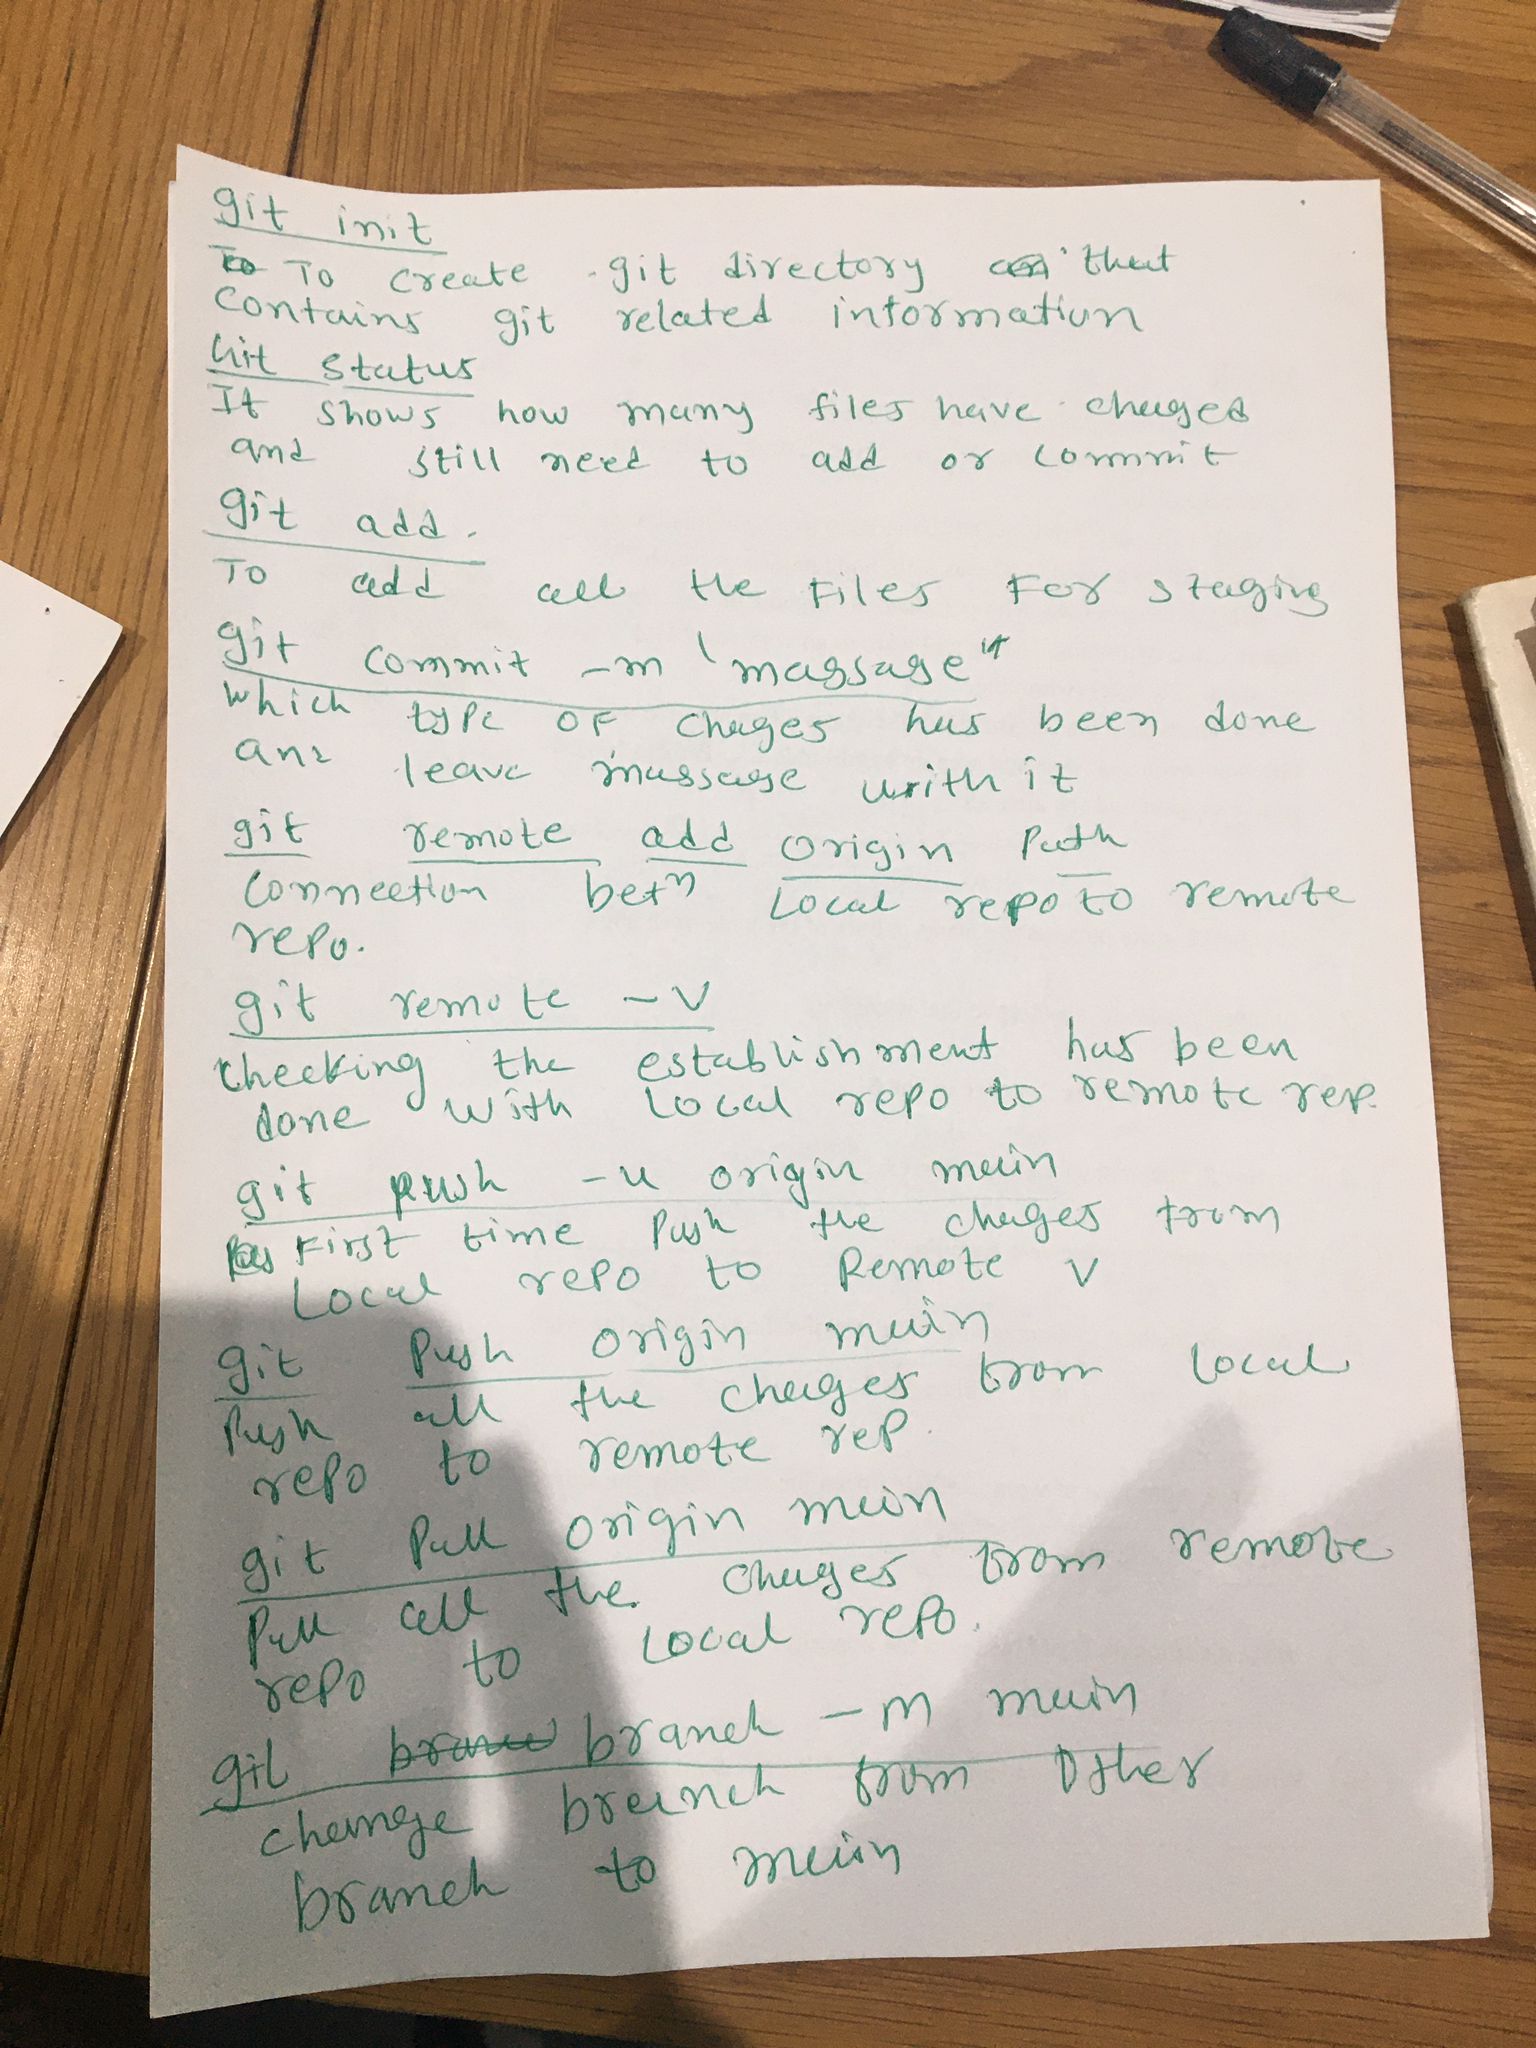 git init
To create .git directory that
contains git related information
Git status
It shows how many files have chages
and still need to add or commit
git add .
To add all the files for staging
git commit -m "massage"
which type of chages has been done
and leave massage with it
git remote add origin Path
connection betn local repo to remote
repo.
git remote -v
checking the establishment has been
done with local repo to remote rep.
git push -u origin main
First time Push the chages from
Local repo to Remote v
git Push origin main
Push all the chages from local
repo to remote rep.
git Pull origin main
Pull all the chages from remote
repo to Local repo.
git branch -M main
change branch from Other
branch to main